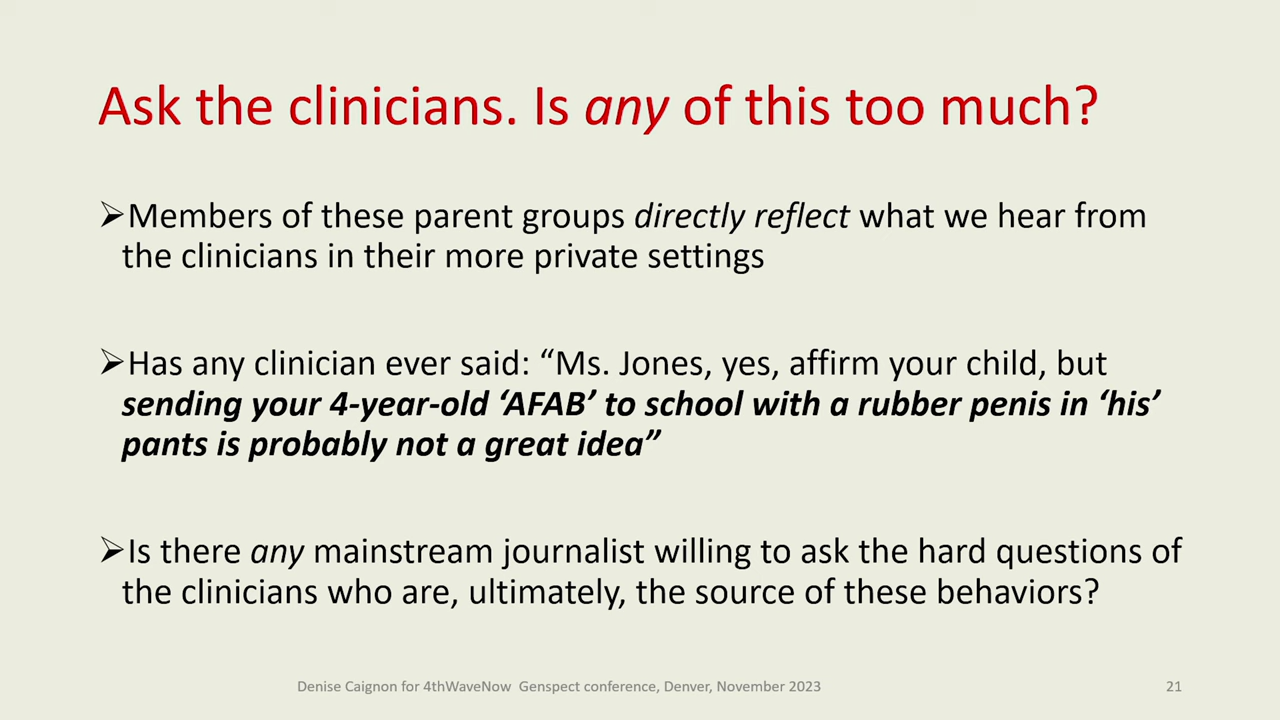 Ask the clinicians. Is any of this too much?
➢Members of these parent groups directly reflect what we hear from
the clinicians in their more private settings
➢Has any clinician ever said: “Ms. Jones, yes, affirm your child, but
sending your 4-year-old ‘AFAB’ to school with a rubber penis in ‘his’
pants is probably not a great idea”
➢Is there any mainstream journalist willing to ask the hard questions of
the clinicians who are, ultimately, the source of these behaviors?
Denise Caignon for 4thWaveNow  Genspect conference, Denver, November 2023
21